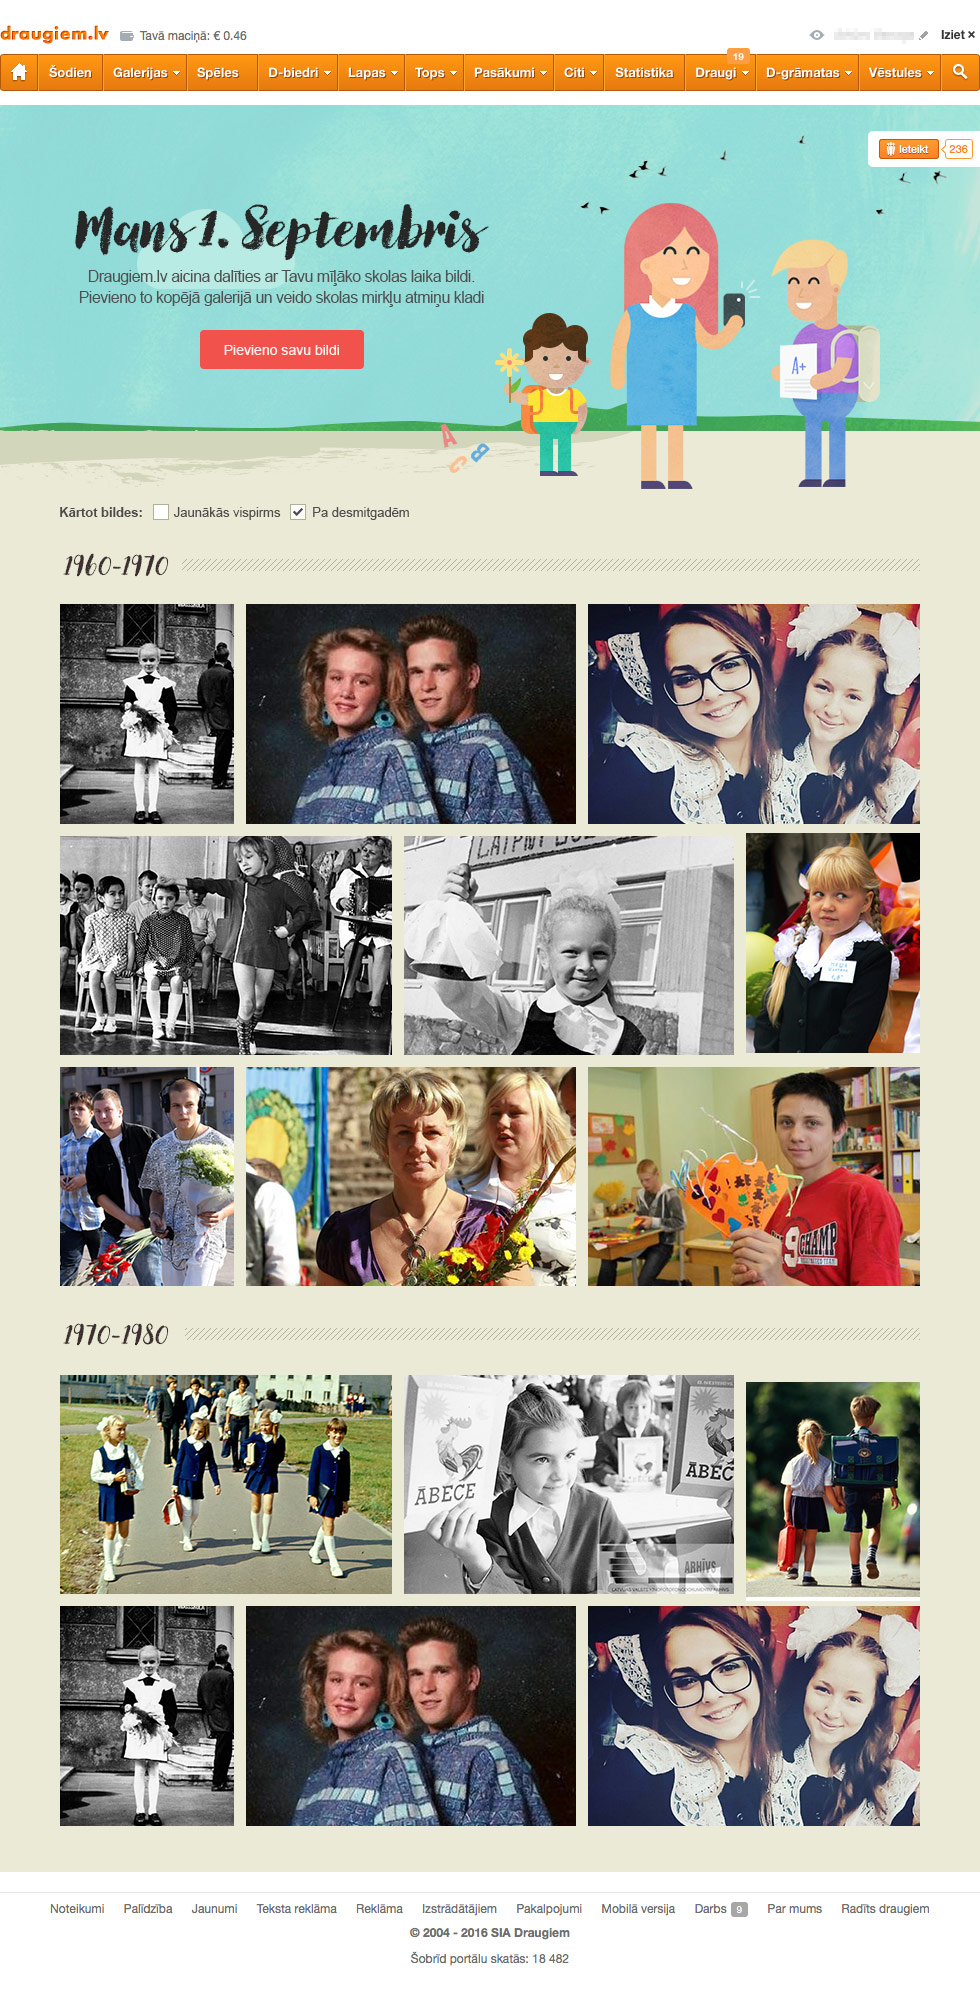 draugiem.lv Tavā maciņā: € 0.46 Iziet ×
19
Šodien Galerijas Spēles D-biedri Lapas Tops Pasākumi Citi Statistika Draugi D-grāmatas Vēstules
Ieteikt 236
Mans 1. Septembris
Draugiem.lv aicina dalīties ar Tavu mīļāko skolas laika bildi.
Pievieno to kopējā galerijā un veido skolas mirkļu atmiņu kladi
Pievieno savu bildi
A+
A
B
C
Kārtot bildes: Jaunākās vispirms Pa desmitgadēm
1960-1970
9 CHAMP
1970-1980
ĀBECE
ĀBEC
ARHĪVS
Noteikumi Palīdzība Jaunumi Teksta reklāma Reklāma Izstrādātājiem Pakalpojumi Mobilā versija Darbs 9 Par mums Radīts draugiem
© 2004 - 2016 SIA Draugiem
Šobrīd portālu skatās: 18 482